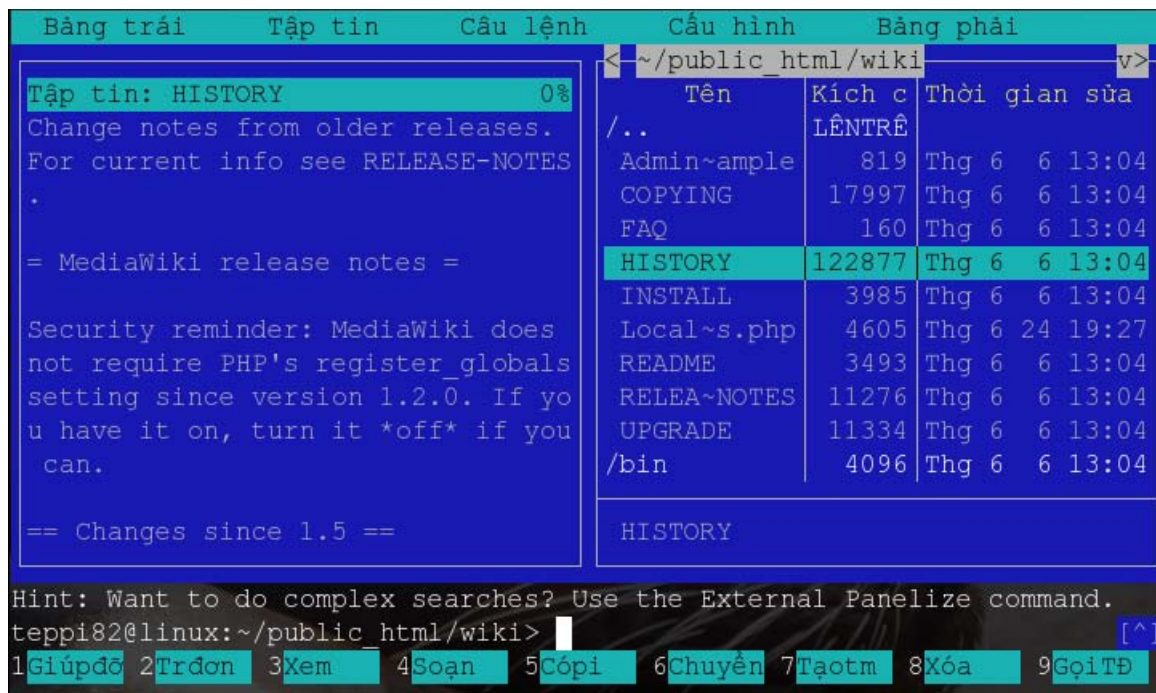 Bảng trái Tập tin Câu lệnh Cấu hình Bảng phải
Tập tin: HISTORY 0%
Change notes from older releases.
For current info see RELEASE-NOTES
.
= MediaWiki release notes =
Security reminder: MediaWiki does
not require PHP's register_globals
setting since version 1.2.0. If yo
u have it on, turn it *off* if you
can.
== Changes since 1.5 ==
< ~/public_html/wiki v>
Tên Kích c Thời gian sửa
/.. LÊNTRÊ
Admin~ample 819 Thg 6 6 13:04
COPYING 17997 Thg 6 6 13:04
FAQ 160 Thg 6 6 13:04
HISTORY 122877 Thg 6 6 13:04
INSTALL 3985 Thg 6 6 13:04
Local~s.php 4605 Thg 6 24 19:27
README 3493 Thg 6 6 13:04
RELEA~NOTES 11276 Thg 6 6 13:04
UPGRADE 11334 Thg 6 6 13:04
/bin 4096 Thg 6 6 13:04
HISTORY
Hint: Want to do complex searches? Use the External Panelize command.
teppi82@linux:~/public_html/wiki> [^]
1Giúpđỡ 2Trđơn 3Xem 4Soạn 5Cópi 6Chuyển 7Tạotm 8Xóa 9GọiTĐ